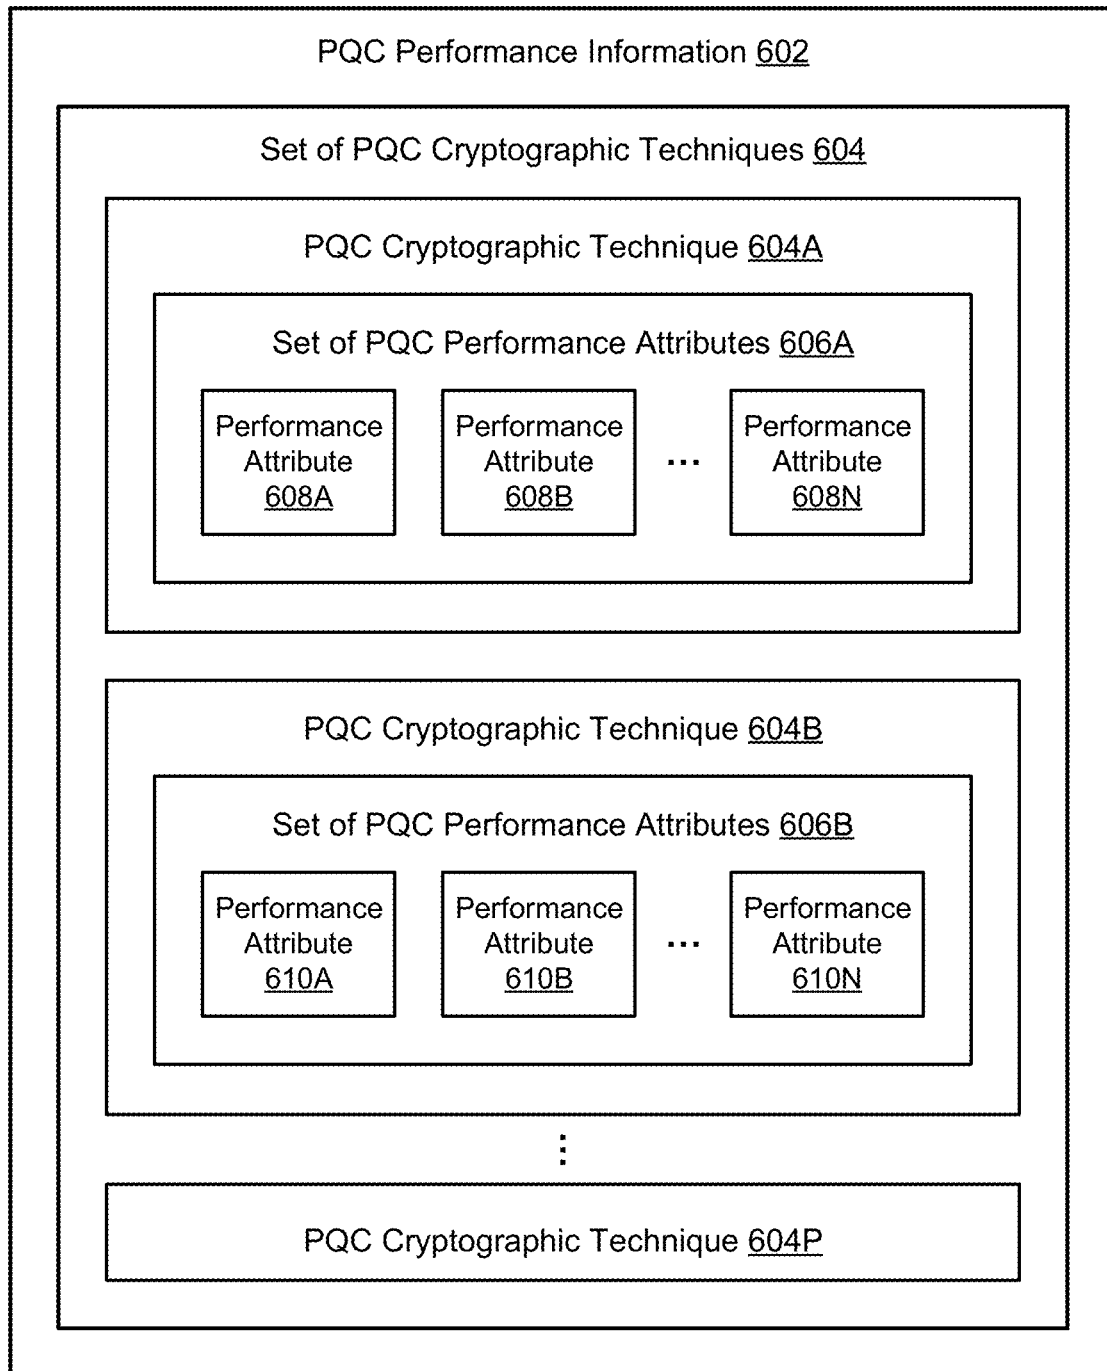 PQC Performance Information 602
Set of PQC Cryptographic Techniques 604
PQC Cryptographic Technique 604A
Set of PQC Performance Attributes 606A
Performance
Attribute
608A
Performance
Attribute
608B
...
Performance
Attribute
608N
PQC Cryptographic Technique 604B
Set of PQC Performance Attributes 606B
Performance
Attribute
610A
Performance
Attribute
610B
...
Performance
Attribute
610N
⋮
PQC Cryptographic Technique 604P